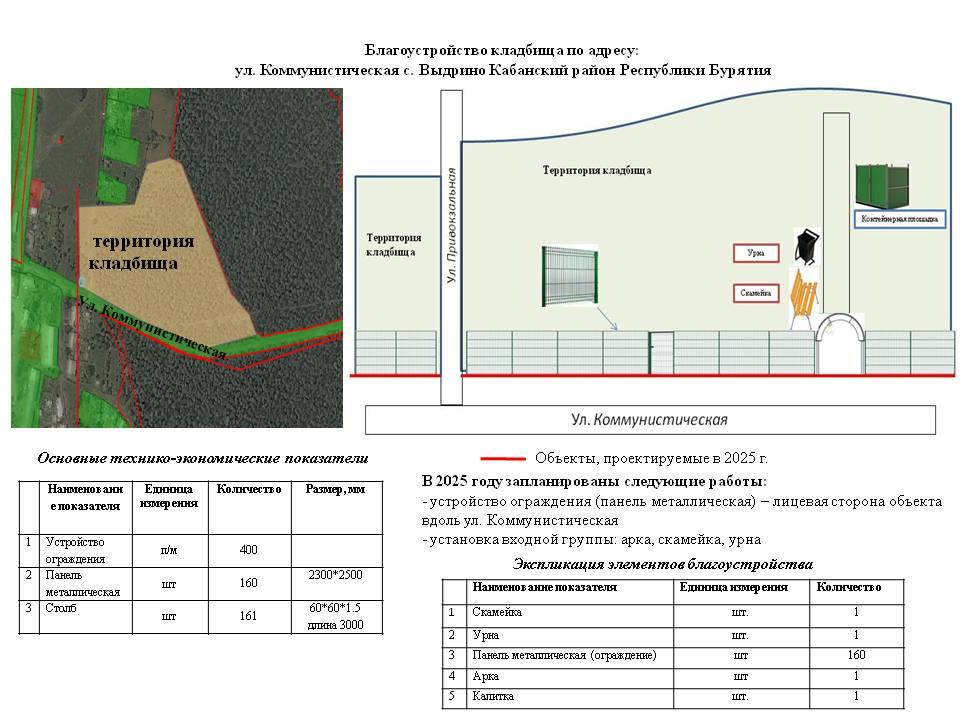 Благоустройство кладбища по адресу:
ул. Коммунистическая с. Выдрино Кабанский район Республики Бурятия
территория
кладбища
Ул. Коммунистическая
Территория
кладбища
Ул. Привокзальная
Территория кладбища
Контейнерная площадка
Урна
Скамейка
Ул. Коммунистическая
Основные технико-экономические показатели
Наименовани
е показателя
Единица
измерения
Количество
Размер, мм
1 Устройство
ограждения
п/м 400
2 Панель
металлическая
шт 160 2300*2500
3 Столб шт 161 60*60*1.5
длина 3000
Объекты, проектируемые в 2025 г.
В 2025 году запланированы следующие работы:
- устройство ограждения (панель металлическая) – лицевая сторона объекта
вдоль ул. Коммунистическая
- установка входной группы: арка, скамейка, урна
Экспликация элементов благоустройства
Наименование показателя Единица измерения Количество
1 Скамейка шт. 1
2 Урна шт. 1
3 Панель металлическая (ограждение) шт 160
4 Арка шт 1
5 Калитка шт. 1